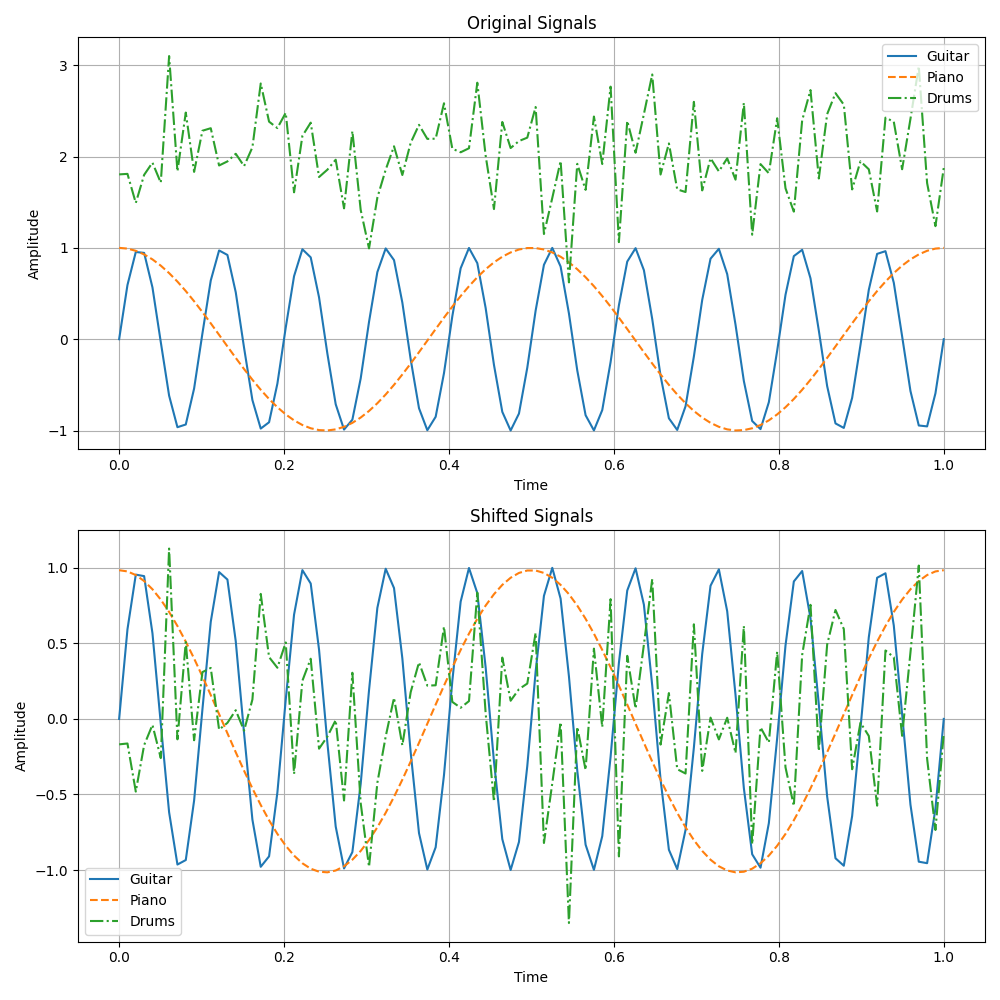 Original Signals
Guitar
Piano
Drums
3
2
1
0
−1
Amplitude
0.0 0.2 0.4 0.6 0.8 1.0
Time
Shifted Signals
1.0
0.5
0.0
−0.5
−1.0
Amplitude
Guitar
Piano
Drums
0.0 0.2 0.4 0.6 0.8 1.0
Time